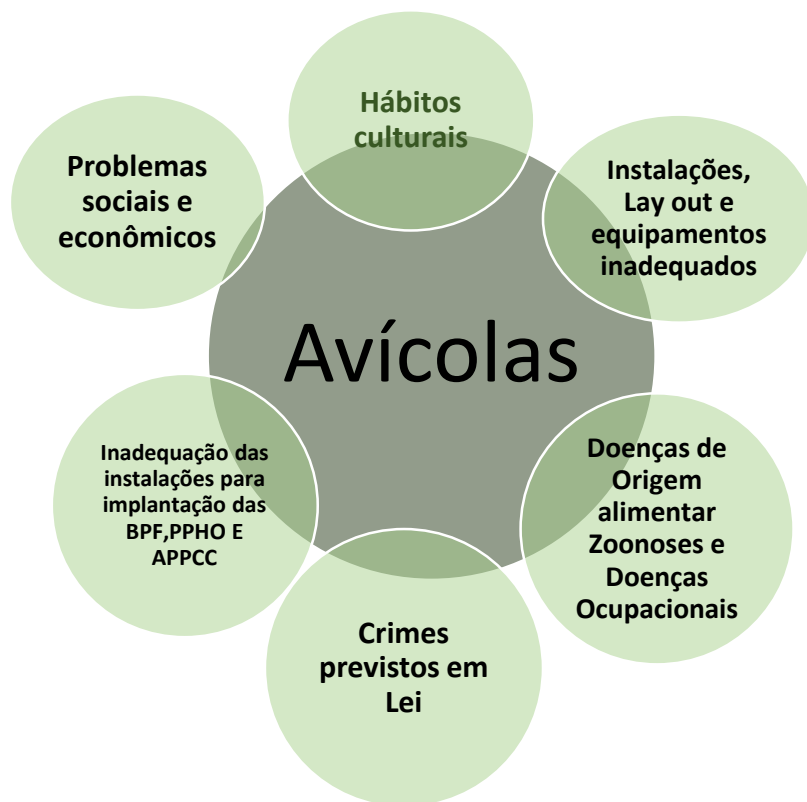 Hábitos
culturais
Problemas
sociais e
econômicos
Instalações,
Lay out e
equipamentos
inadequados
Avícolas
Inadequação das
instalações para
implantação das
BPF,PPHO E
APPCC
Doenças de
Origem
alimentar
Zoonoses e
Doenças
Ocupacionais
Crimes
previstos em
Lei